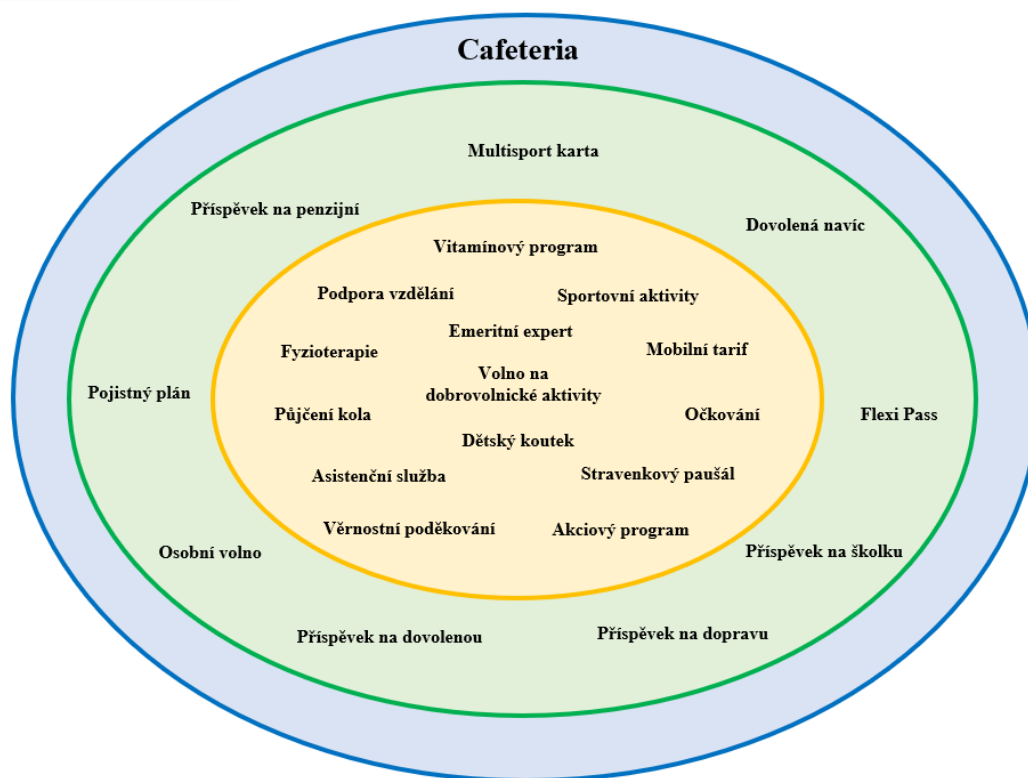 Cafeteria
Multisport karta
Příspěvek na penzijní
Dovolená navíc
Vitamínový program
Podpora vzdělání
Sportovní aktivity
Emeritní expert
Fyzioterapie
Mobilní tarif
Volno na
dobrovolnické aktivity
Pojistný plán
Půjčení kola
Očkování
Flexi Pass
Dětský koutek
Asistenční služba
Stravenkový paušál
Věrnostní poděkování
Akciový program
Osobní volno
Příspěvek na školku
Příspěvek na dovolenou
Příspěvek na dopravu